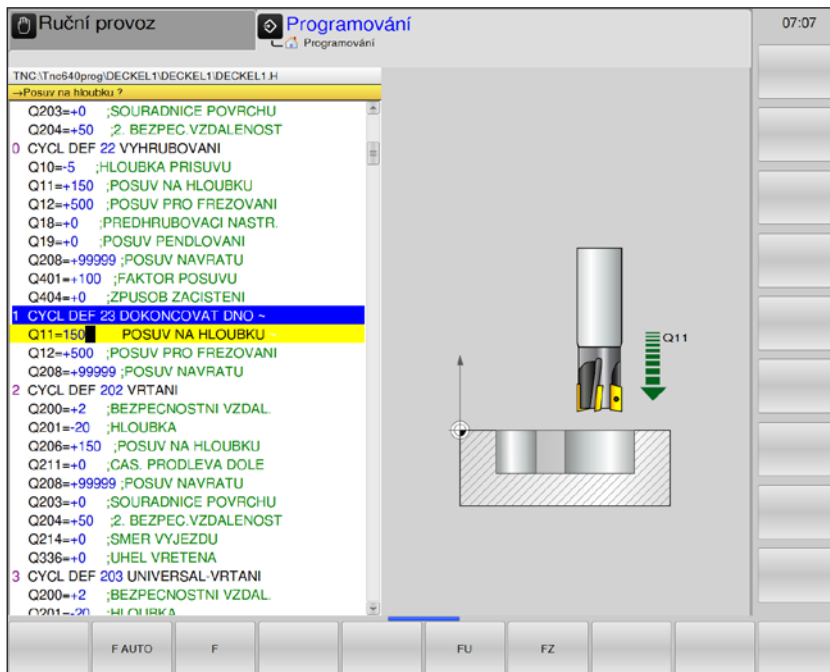 Ruční provoz
Programování
Programování
07:07
TNC:\Tnc640prog\DECKEL1\DECKEL1\DECKEL1.H
→Posuv na hloubku ?
Q203=+0 ;SOURADNICE POVRCHU
Q204=+50 ;2. BEZPEC.VZDALENOST
0 CYCL DEF 22 VYHRUBOVANI
Q10=-5 ;HLOUBKA PRISUVU
Q11=+150 ;POSUV NA HLOUBKU
Q12=+500 ;POSUV PRO FREZOVANI
Q18=+0 ;PREDHRUBOVACI NASTR.
Q19=+0 ;POSUV PENDLOVANI
Q208=+99999 ;POSUV NAVRATU
Q401=+100 ;FAKTOR POSUVU
Q404=+0 ;ZPUSOB ZACISTENI
1 CYCL DEF 23 DOKONCOVAT DNO ~
Q11=150 POSUV NA HLOUBKU ~
Q12=+500 ;POSUV PRO FREZOVANI
Q208=+99999 ;POSUV NAVRATU
2 CYCL DEF 202 VRTANI
Q200=+2 ;BEZPECNOSTNI VZDAL.
Q201=-20 ;HLOUBKA
Q206=+150 ;POSUV NA HLOUBKU
Q211=+0 ;CAS. PRODLEVA DOLE
Q208=+99999 ;POSUV NAVRATU
Q203=+0 ;SOURADNICE POVRCHU
Q204=+50 ;2. BEZPEC.VZDALENOST
Q214=+0 ;SMER VYJEZDU
Q336=+0 ;UHEL VRETENA
3 CYCL DEF 203 UNIVERSAL-VRTANI
Q200=+2 ;BEZPECNOSTNI VZDAL.
Q201=-20 ;HLOUBKA
Q11
F AUTO
F
FU
FZ